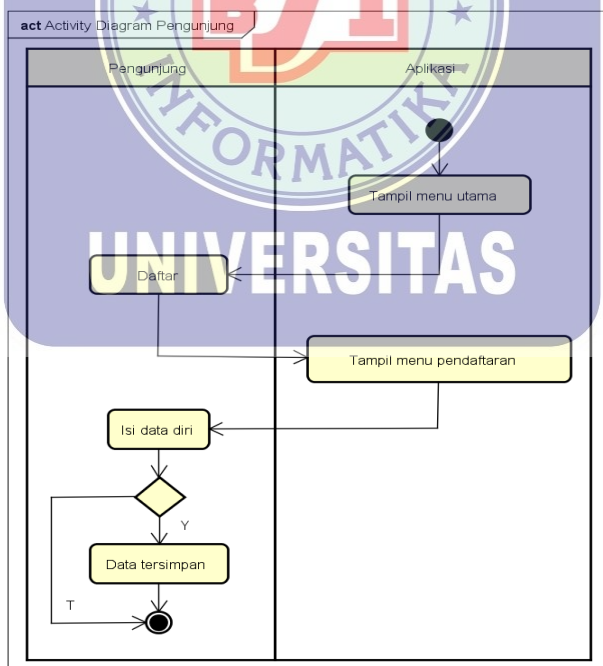 act Activity Diagram Pengunjung
Pengunjung
Aplikasi
INFORMATIKA
Tampil menu utama
UNIVERSITAS
Daftar
Tampil menu pendaftaran
Isi data diri
Y
Data tersimpan
T